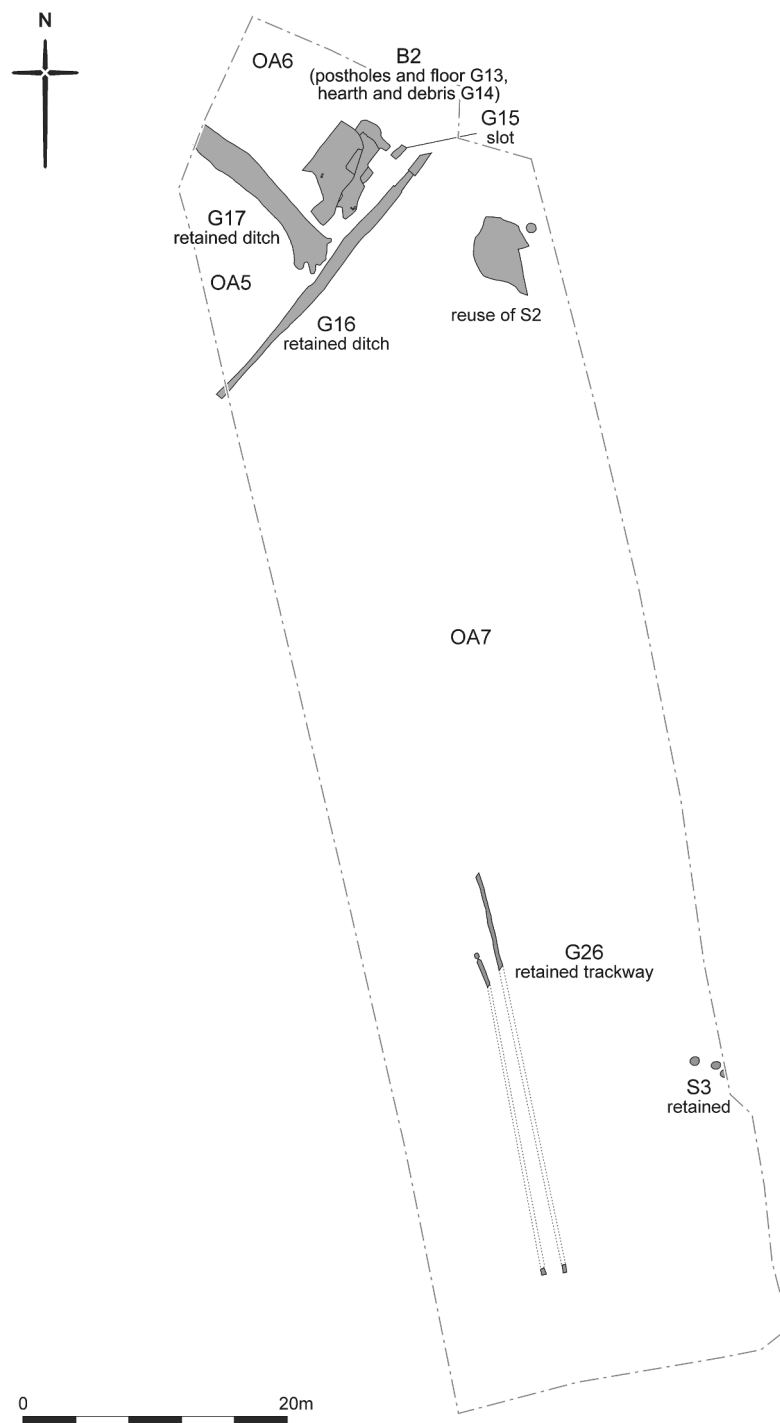 N
OA6
B2
(postholes and floor G13,
hearth and debris G14)
G15
slot
G17
retained ditch
OA5
G16
retained ditch
reuse of S2
OA7
G26
retained trackway
S3
retained
0
20m